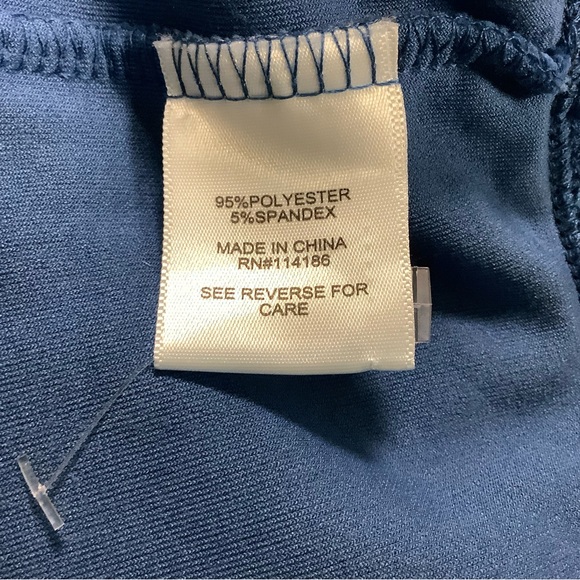 95%POLYESTER
5%SPANDEX
MADE IN CHINA
RN#114186
SEE REVERSE FOR
CARE